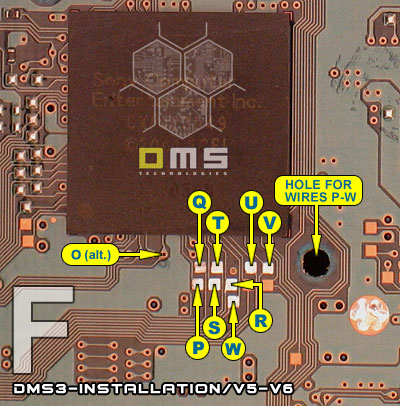 Sony Computer
Entertainment Inc.
DMS
TECHNOLOGIES
Q
U
T
V
HOLE FOR
WIRES P-W
O (alt.)
P
S
R
W
F
DMS3-INSTALLATION/V5-V6